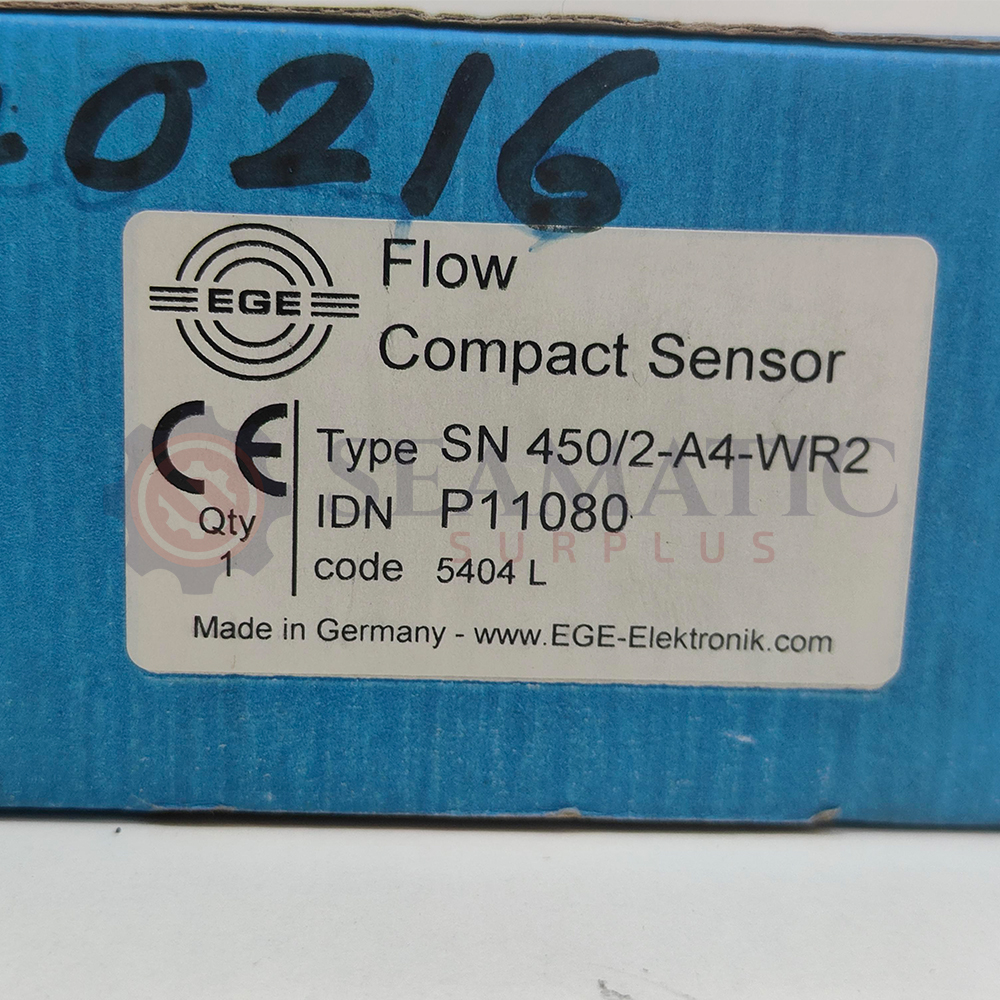 0216
EGE
Flow
Compact Sensor
CE
Type SN 450/2-A4-WR2
Qty
1
IDN P11080
code 5404 L
Made in Germany - www.EGE-Elektronik.com
SEAMATIC
SURPLUS